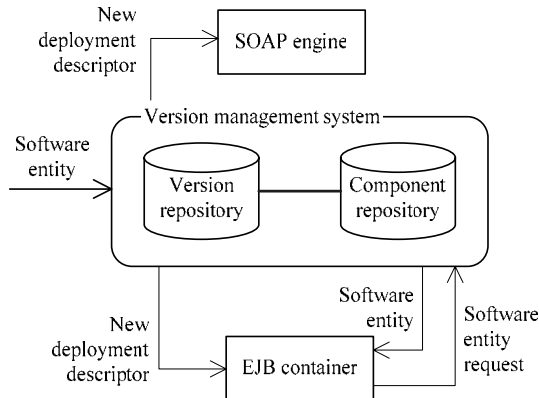 New
deployment
descriptor
SOAP engine
Version management system
Software
entity
Version
repository
Component
repository
New
deployment
descriptor
Software
entity
Software
entity
request
EJB container